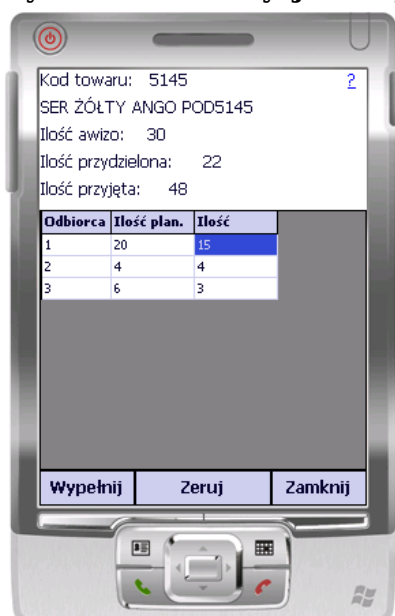 Kod towaru: 5145 ?
SER ŻÓŁTY ANGO POD5145
Ilość awizo: 30
Ilość przydzielona: 22
Ilość przyjęta: 48
Odbiorca Ilość plan. Ilość
1 20 15
2 4 4
3 6 3
Wypełnij Zeruj Zamknij